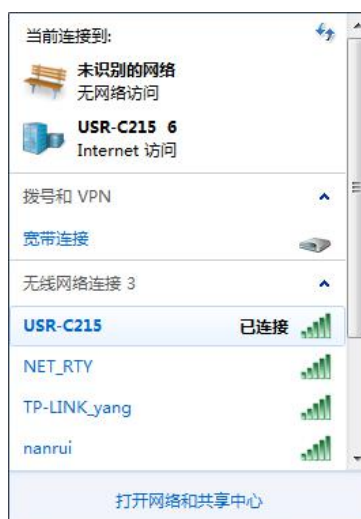 当前连接到:
未识别的网络
无网络访问
USR-C215 6
Internet 访问
拨号和 VPN
宽带连接
无线网络连接 3
USR-C215 已连接
NET_RTY
TP-LINK_yang
nanrui
打开网络和共享中心